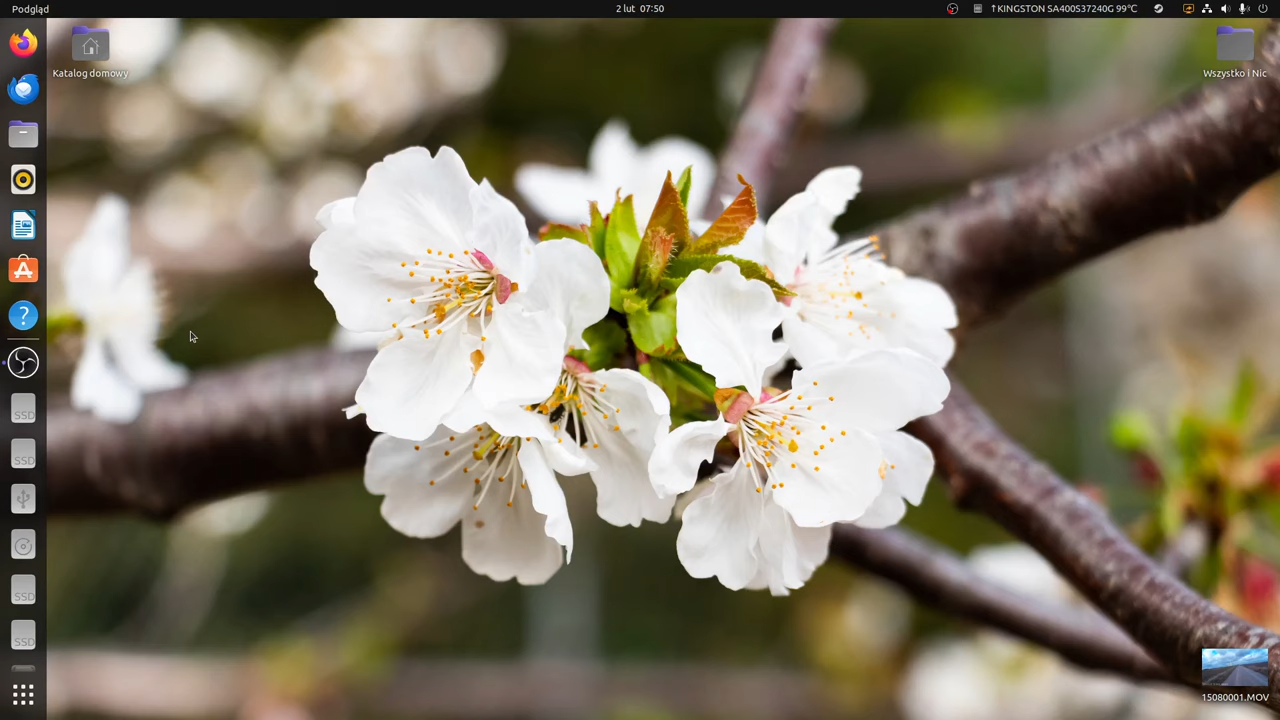 Podgląd
2 lut 07:50
↑KINGSTON SA400S37240G 99°C
Katalog domowy
Wszystko i Nic
?
SSD
SSD
SSD
SSD
15080001.MOV